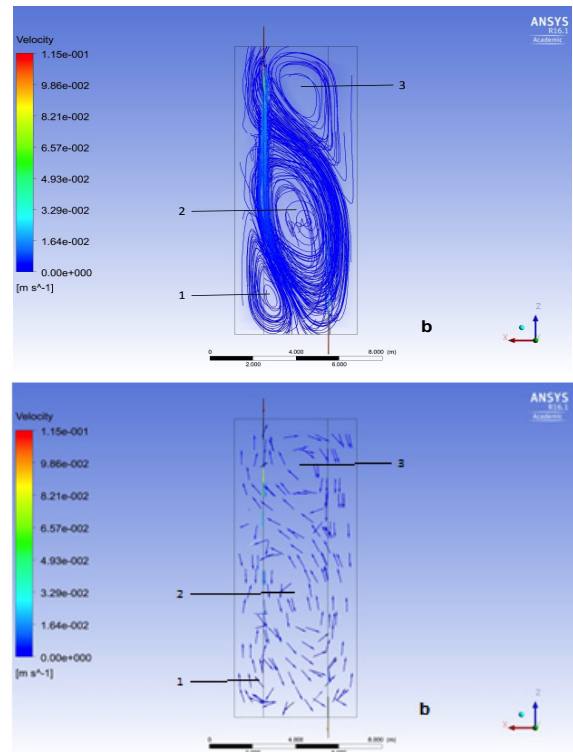 ANSYS
R16.1
Academic
Velocity
1.15e-001
9.86e-002
8.21e-002
6.57e-002
4.93e-002
3.29e-002
1.64e-002
0.00e+000
[m s^-1]
3
2
1
b
Z
X
0 4.000 8.000 (m)
2.000 6.000
ANSYS
R16.1
Academic
Velocity
1.15e-001
9.86e-002
8.21e-002
6.57e-002
4.93e-002
3.29e-002
1.64e-002
0.00e+000
[m s^-1]
3
2
1
b
Z
X
0 4.000 8.000 (m)